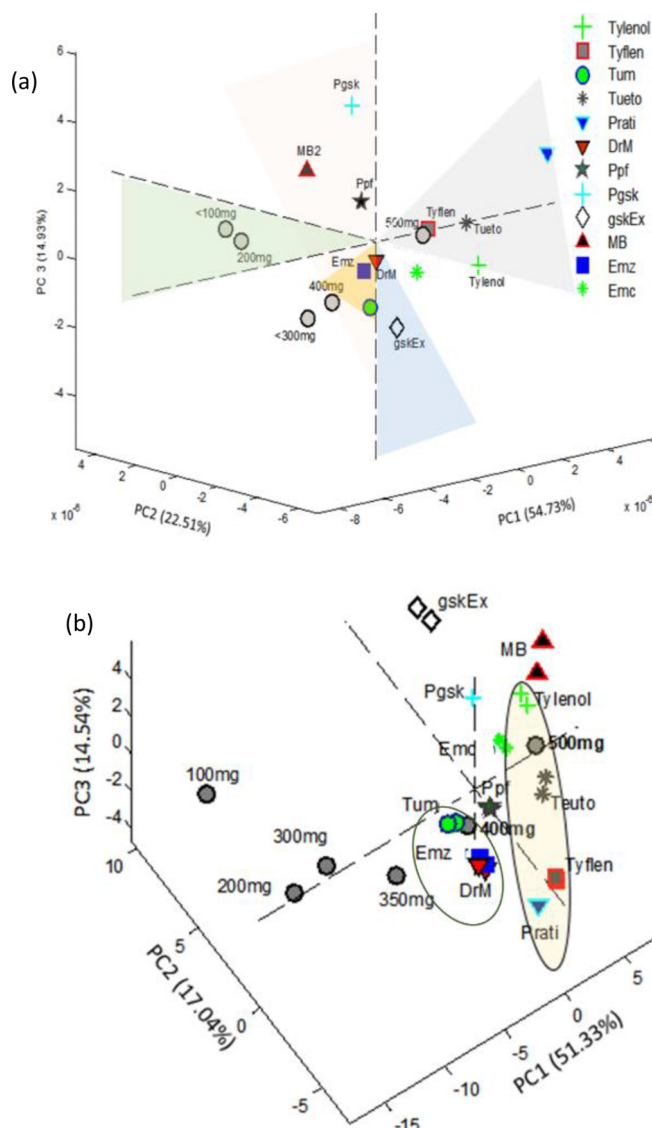 (a)
6
4
2
0
-2
-4
PC 3 (14.93%)
4
2
0
-2
-4
-6
x 10⁻⁶
PC2 (22.51%)
-8
-6
-4
-2
0
2
4
PC1 (54.73%)
Pgsk
MB2
Ppf
<100mg
200mg
500mg
Tyflen
Tueto
Tylenol
Emz
DrM
400mg
<300mg
gskEx
Tylenol
Tyflen
Tum
Tueto
Prati
DrM
Ppf
Pgsk
gskEx
MB
Emz
Emc
(b)
gskEx
MB
Pgsk
Tylenol
Emc
500mg
100mg
Ppf
Teuto
Tum
400mg
300mg
Emz
Tyflen
200mg
350mg
DrM
Prati
4
2
0
-2
-4
PC3 (14.54%)
10
5
0
-5
PC2 (17.04%)
-15
-10
-5
0
5
PC1 (51.33%)